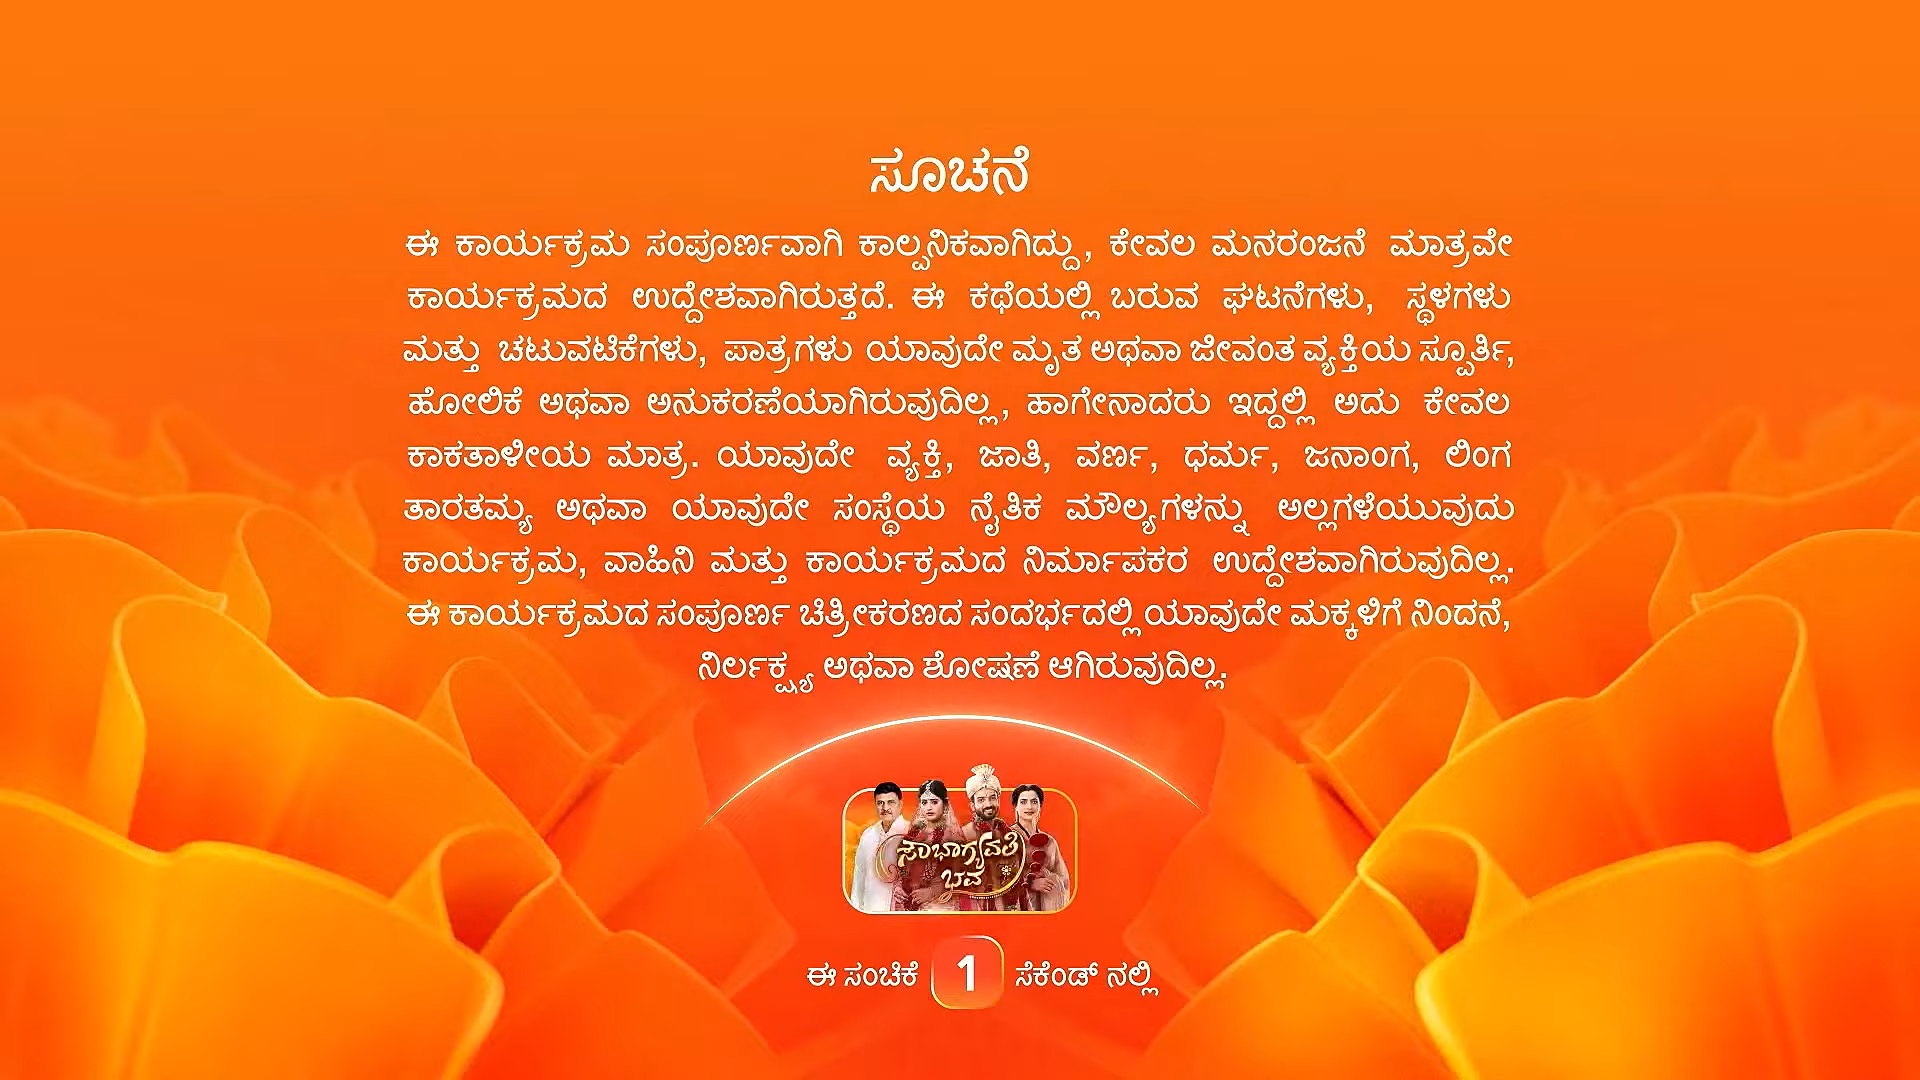 ಸೂಚನೆ
ಈ ಕಾರ್ಯಕ್ರಮ ಸಂಪೂರ್ಣವಾಗಿ ಕಾಲ್ಪನಿಕವಾಗಿದ್ದು, ಕೇವಲ ಮನರಂಜನೆ ಮಾತ್ರವೇ
ಕಾರ್ಯಕ್ರಮದ ಉದ್ದೇಶವಾಗಿರುತ್ತದೆ. ಈ ಕಥೆಯಲ್ಲಿ ಬರುವ ಘಟನೆಗಳು, ಸ್ಥಳಗಳು
ಮತ್ತು ಚಟುವಟಿಕೆಗಳು, ಪಾತ್ರಗಳು ಯಾವುದೇ ಮೃತ ಅಥವಾ ಜೀವಂತ ವ್ಯಕ್ತಿಯ ಸ್ಪೂರ್ತಿ,
ಹೋಲಿಕೆ ಅಥವಾ ಅನುಕರಣೆಯಾಗಿರುವುದಿಲ್ಲ, ಹಾಗೇನಾದರು ಇದ್ದಲ್ಲಿ ಅದು ಕೇವಲ
ಕಾಕತಾಳೀಯ ಮಾತ್ರ. ಯಾವುದೇ ವ್ಯಕ್ತಿ, ಜಾತಿ, ವರ್ಣ, ಧರ್ಮ, ಜನಾಂಗ, ಲಿಂಗ
ತಾರತಮ್ಯ ಅಥವಾ ಯಾವುದೇ ಸಂಸ್ಥೆಯ ನೈತಿಕ ಮೌಲ್ಯಗಳನ್ನು ಅಲ್ಲಗಳೆಯುವುದು
ಕಾರ್ಯಕ್ರಮ, ವಾಹಿನಿ ಮತ್ತು ಕಾರ್ಯಕ್ರಮದ ನಿರ್ಮಾಪಕರ ಉದ್ದೇಶವಾಗಿರುವುದಿಲ್ಲ.
ಈ ಕಾರ್ಯಕ್ರಮದ ಸಂಪೂರ್ಣ ಚಿತ್ರೀಕರಣದ ಸಂದರ್ಭದಲ್ಲಿ ಯಾವುದೇ ಮಕ್ಕಳಿಗೆ ನಿಂದನೆ,
ನಿರ್ಲಕ್ಷ್ಯ ಅಥವಾ ಶೋಷಣೆ ಆಗಿರುವುದಿಲ್ಲ.
ಸೌಭಾಗ್ಯವತಿ
ಭವ
ಈ ಸಂಚಿಕೆ 1 ಸೆಕೆಂಡ್ ನಲ್ಲಿ